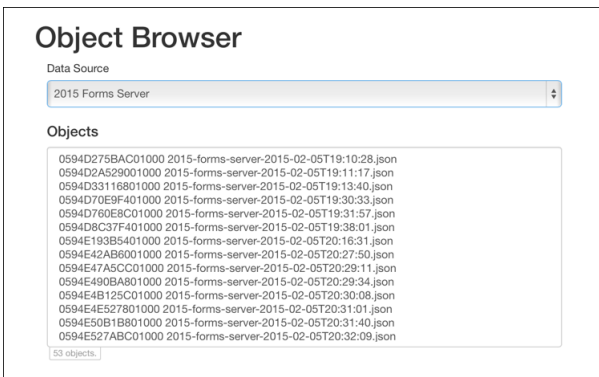 Object Browser
Data Source
2015 Forms Server
Objects
0594D275BAC01000 2015-forms-server-2015-02-05T19:10:28.json
0594D2A529001000 2015-forms-server-2015-02-05T19:11:17.json
0594D33116801000 2015-forms-server-2015-02-05T19:13:40.json
0594D70E9F401000 2015-forms-server-2015-02-05T19:30:33.json
0594D760E8C01000 2015-forms-server-2015-02-05T19:31:57.json
0594D8C37F401000 2015-forms-server-2015-02-05T19:38:01.json
0594E193B5401000 2015-forms-server-2015-02-05T20:16:31.json
0594E42AB6001000 2015-forms-server-2015-02-05T20:27:50.json
0594E47A5CC01000 2015-forms-server-2015-02-05T20:29:11.json
0594E490BA801000 2015-forms-server-2015-02-05T20:29:34.json
0594E4B125C01000 2015-forms-server-2015-02-05T20:30:08.json
0594E4E527801000 2015-forms-server-2015-02-05T20:31:01.json
0594E50B1B801000 2015-forms-server-2015-02-05T20:31:40.json
0594E527ABC01000 2015-forms-server-2015-02-05T20:32:09.json
53 objects.